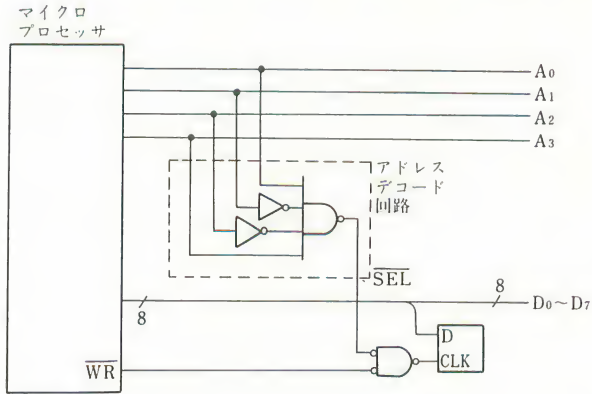 マイクロ
プロセッサ
A0
A1
A2
A3
アドレス
デコード
回路
SEL
8
8
D0～D7
D
CLK
WR